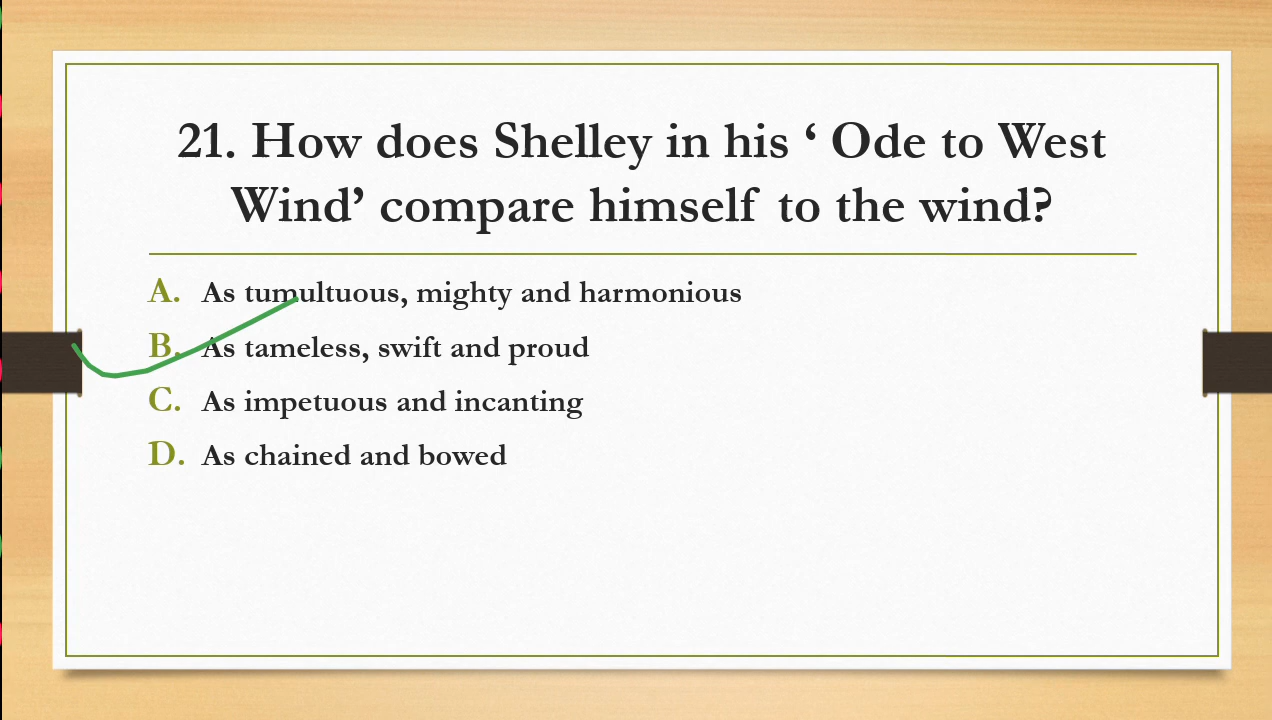 21. How does Shelley in his ‘ Ode to West
Wind’ compare himself to the wind?
A. As tumultuous, mighty and harmonious
B. As tameless, swift and proud
C. As impetuous and incanting
D. As chained and bowed